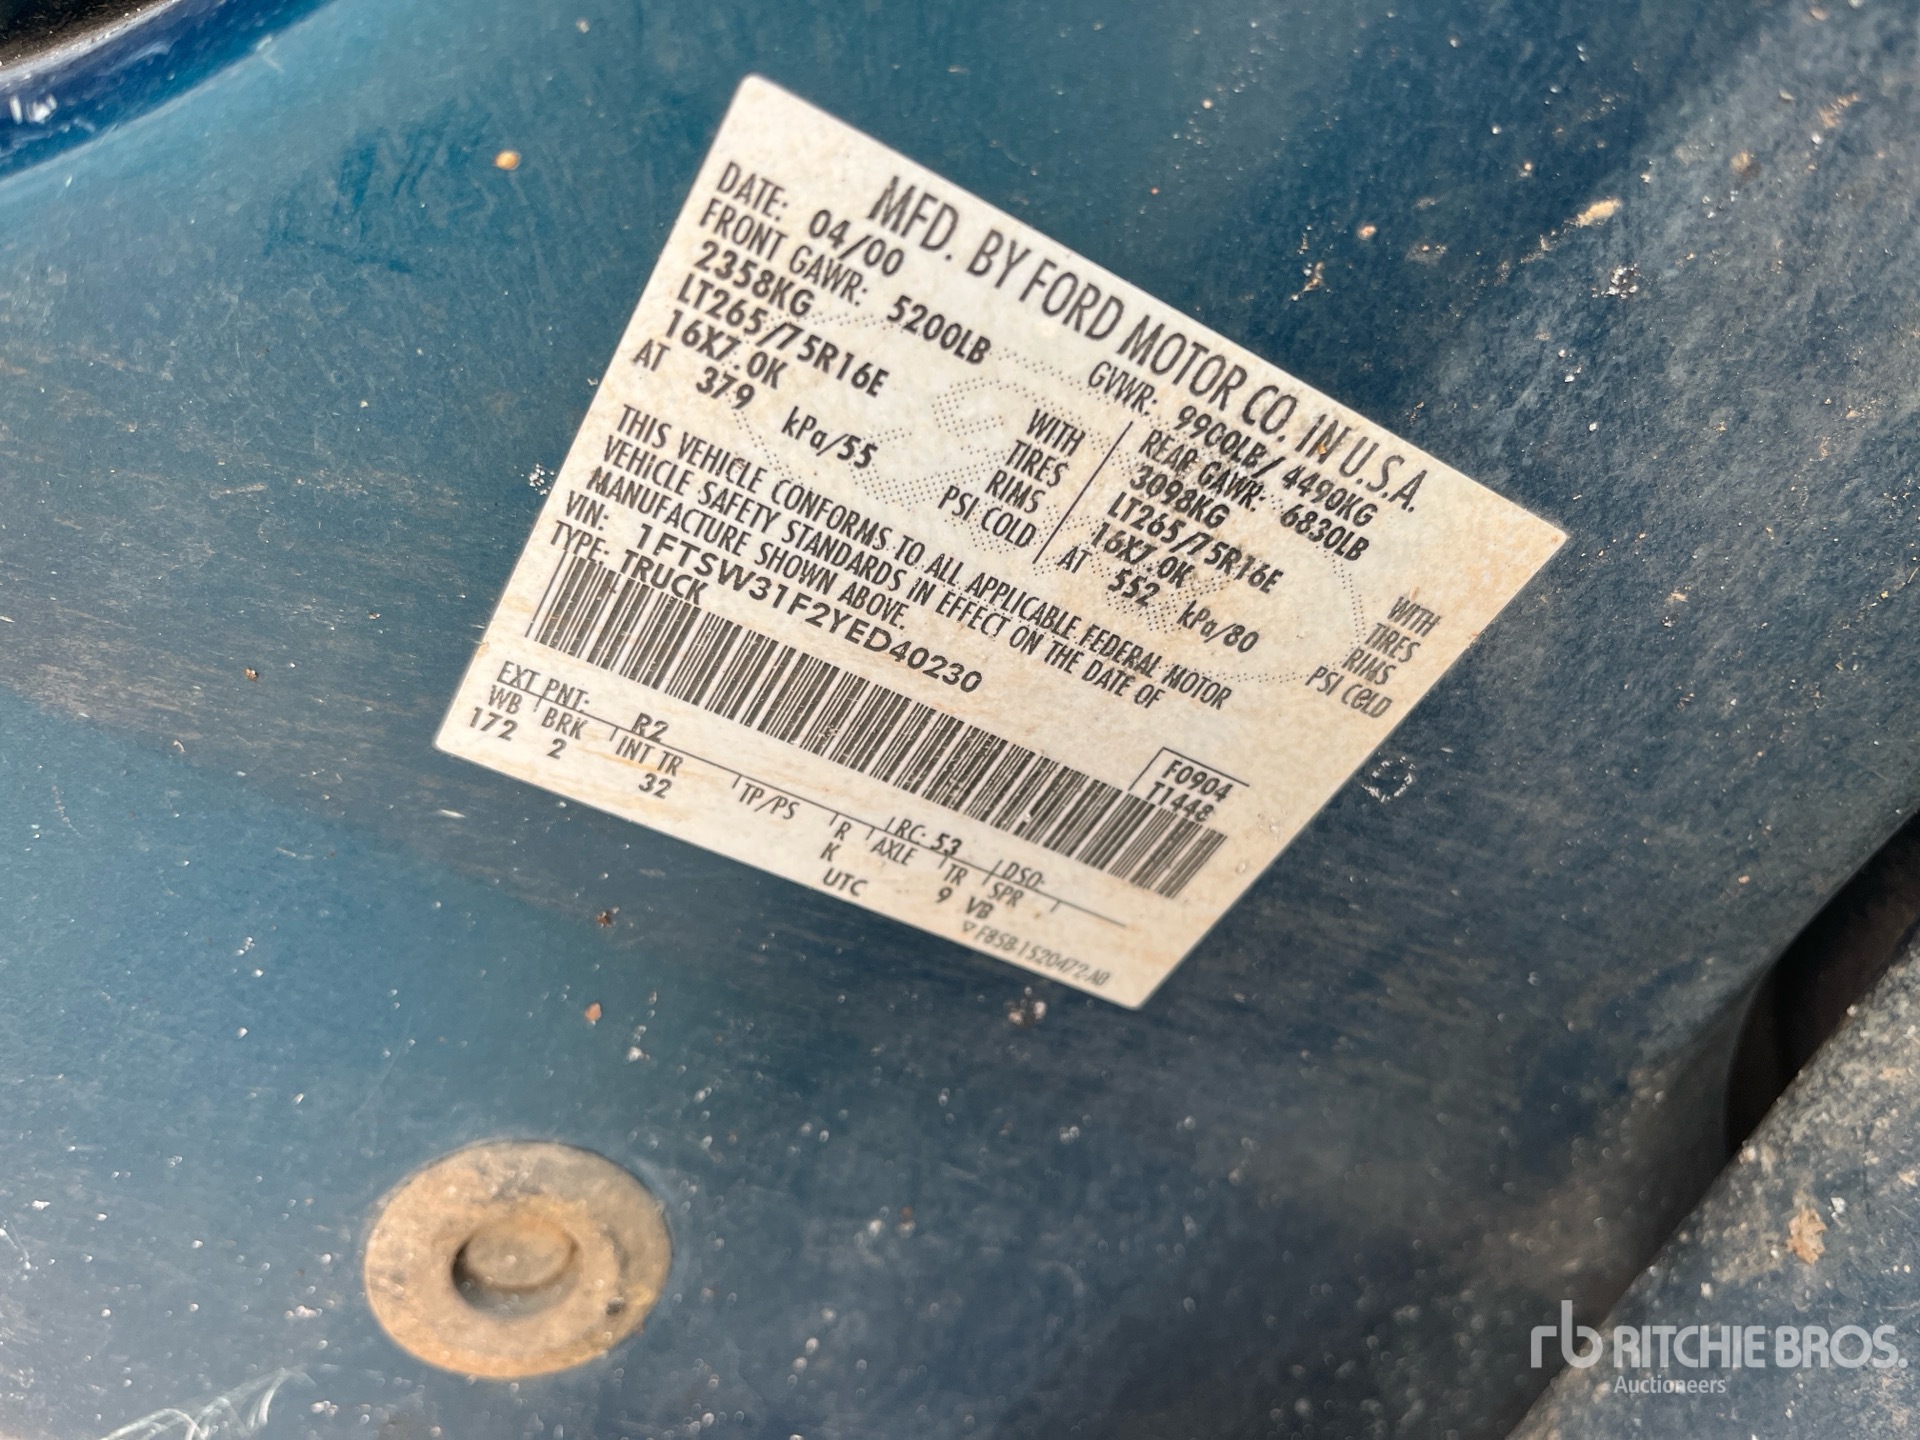 MFD. BY FORD MOTOR CO. IN U.S.A.
DATE: 04/00 GVWR: 9900LB/ 4490KG
FRONT GAWR: 5200LB REAR GAWR: 6830LB
2358KG WITH 3098KG WITH
LT265/75R16E TIRES LT265/75R16E TIRES
16X7.0K RIMS 16X7.0K RIMS
AT 379 kPa/55 PSI COLD AT 552 kPa/80 PSI COLD
THIS VEHICLE CONFORMS TO ALL APPLICABLE FEDERAL MOTOR
VEHICLE SAFETY STANDARDS IN EFFECT ON THE DATE OF
MANUFACTURE SHOWN ABOVE.
VIN: 1FTSW31F2YED40230
TYPE: TRUCK
F0904
T1448
EXT PNT: R2 RC: 53 DSO:
WB BRK INT TR TP/PS R AXLE TR SPR
172 2 32 K 9 VB
UTC
▽ F85B-1520472-AB
rb RITCHIE BROS.
Auctioneers